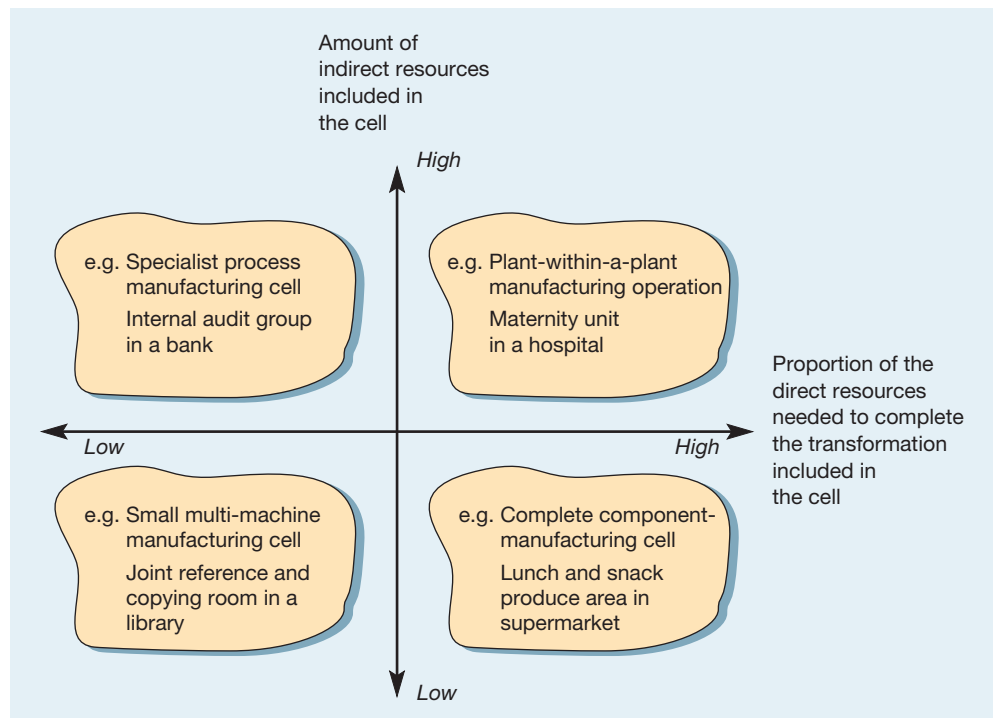 Amount of
indirect resources
included in
the cell
High
e.g. Specialist process
manufacturing cell
Internal audit group
in a bank
e.g. Plant-within-a-plant
manufacturing operation
Maternity unit
in a hospital
Proportion of the
direct resources
needed to complete
the transformation
included in
the cell
Low
High
e.g. Small multi-machine
manufacturing cell
Joint reference and
copying room in a
library
e.g. Complete component-
manufacturing cell
Lunch and snack
produce area in
supermarket
Low